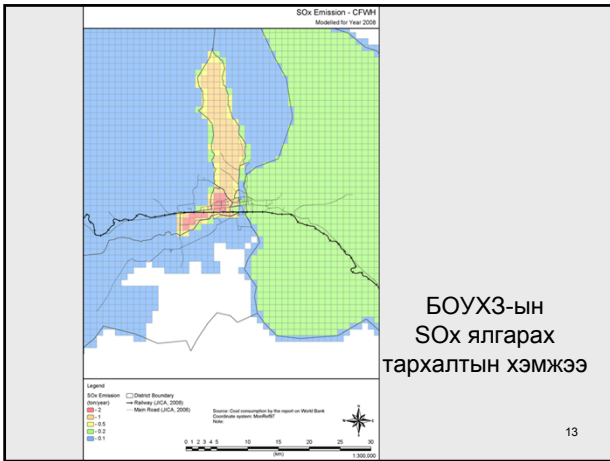 SOx Emission - CFWH
Modelled for Year 2008
БОУХЗ-ын
SOx ялгарах
тархалтын хэмжээ
Legend
SOx Emission
(ton/year)
- 2
- 1
- 0.5
- 0.2
- 0.1
District Boundary
Railway (JICA, 2008)
Main Road (JICA, 2008)
Source: Coal consumption by the report on World Bank
Coordinate system: MonRef97
Note:
0 1 2 3 4 5 10 15 20 25 30
(km)
1:300,000
13